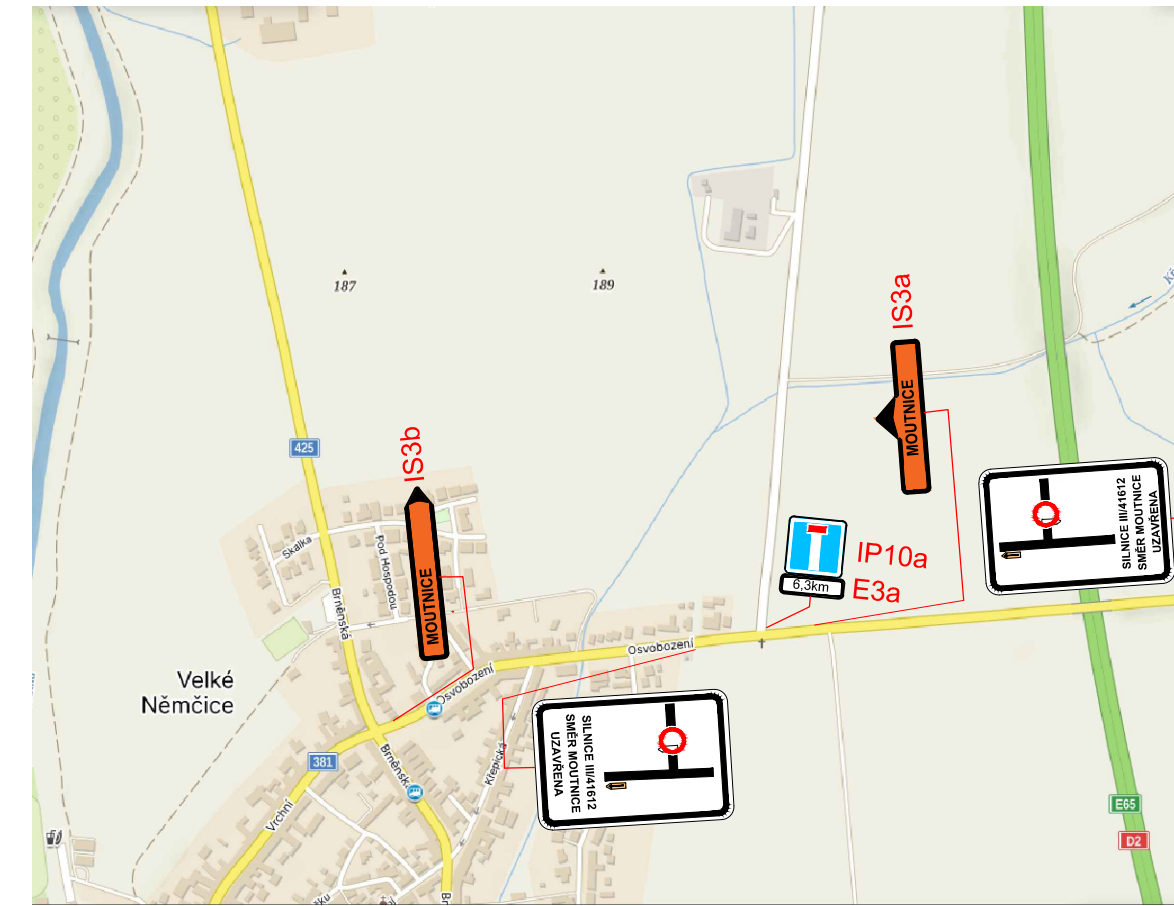 187
189
425
IS3b
IS3a
MOUTNICE
MOUTNICE
IP10a
E3a
6,3km
SILNICE III/41612
SMĚR MOUTNICE
UZAVŘENA
Skalka
Pod Hospodou
Brněnská
Osvobození
Osvobození
Velké
Němčice
381
Vrchní
Brněnská
Křepická
SILNICE III/41612
SMĚR MOUTNICE
UZAVŘENA
E65
D2